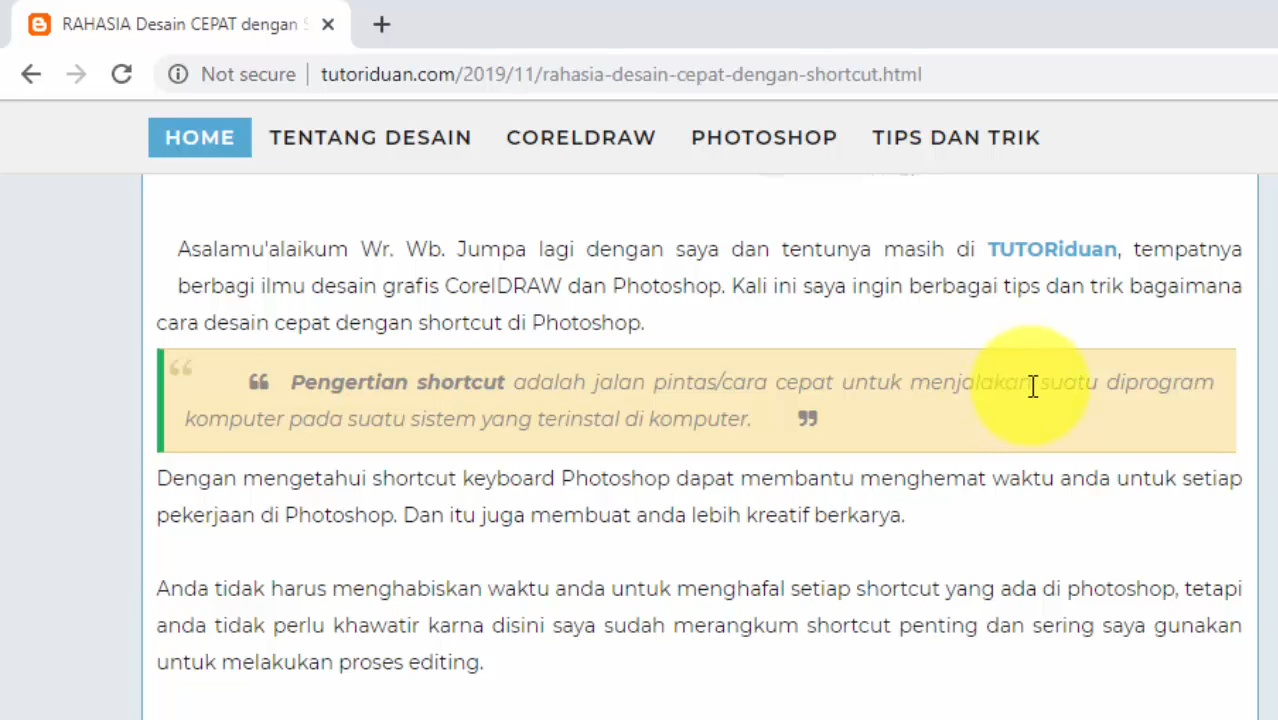 RAHASIA Desain CEPAT dengan
Not secure tutoriduan.com/2019/11/rahasia-desain-cepat-dengan-shortcut.html
HOME TENTANG DESAIN CORELDRAW PHOTOSHOP TIPS DAN TRIK
Asalamu'alaikum Wr. Wb. Jumpa lagi dengan saya dan tentunya masih di TUTORiduan, tempatnya
berbagi ilmu desain grafis CorelDRAW dan Photoshop. Kali ini saya ingin berbagai tips dan trik bagaimana
cara desain cepat dengan shortcut di Photoshop.
“ “ Pengertian shortcut adalah jalan pintas/cara cepat untuk menjalakan suatu diprogram
komputer pada suatu sistem yang terinstal di komputer. ”
Dengan mengetahui shortcut keyboard Photoshop dapat membantu menghemat waktu anda untuk setiap
pekerjaan di Photoshop. Dan itu juga membuat anda lebih kreatif berkarya.
Anda tidak harus menghabiskan waktu anda untuk menghafal setiap shortcut yang ada di photoshop, tetapi
anda tidak perlu khawatir karna disini saya sudah merangkum shortcut penting dan sering saya gunakan
untuk melakukan proses editing.